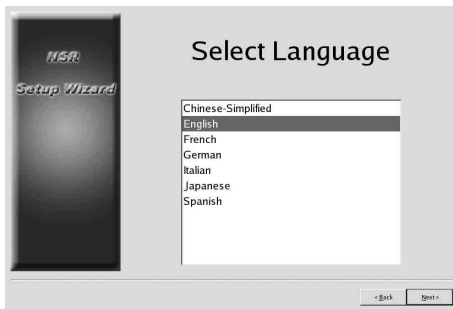 NSR
Setup Wizard
Select Language
Chinese-Simplified
English
French
German
Italian
Japanese
Spanish
< Back
Next >